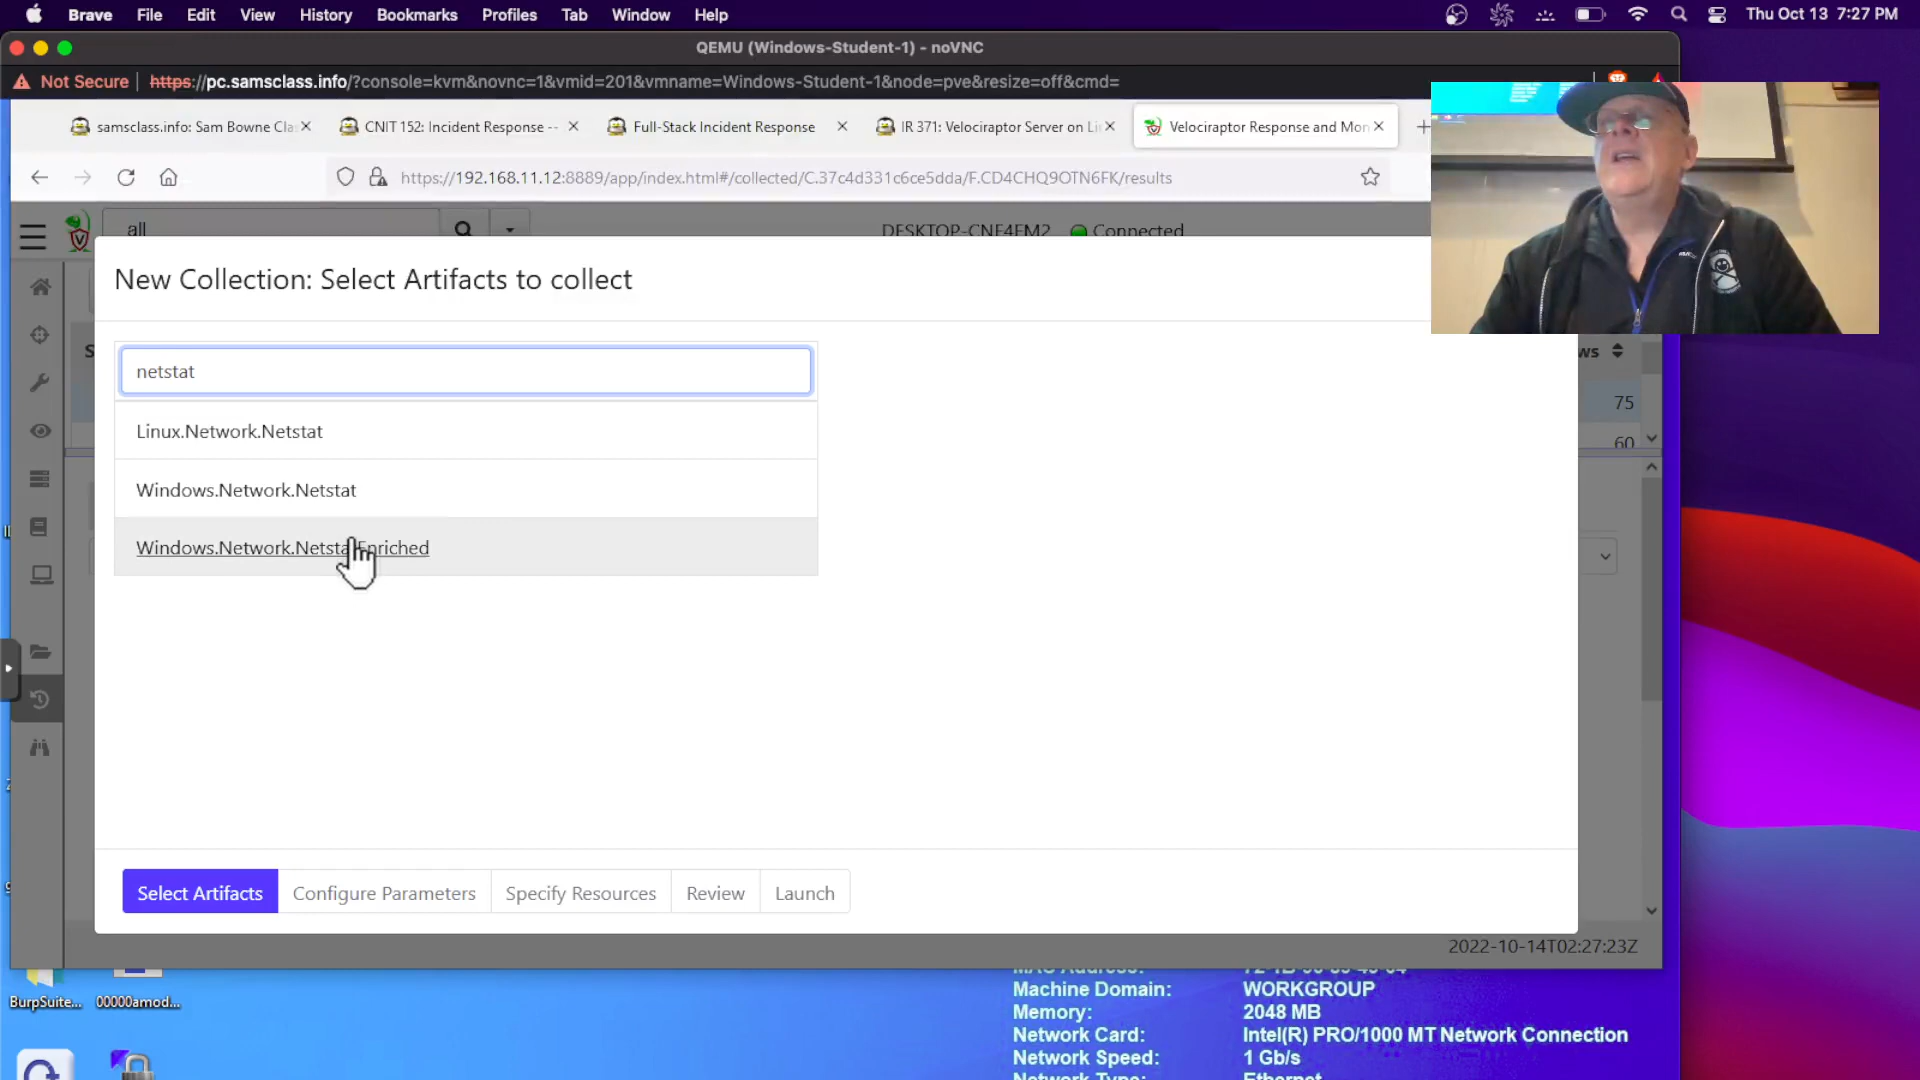 Brave File Edit View History Bookmarks Profiles Tab Window Help Thu Oct 13 7:27 PM
QEMU (Windows-Student-1) - noVNC
Not Secure https://pc.samsclass.info/?console=kvm&novnc=1&vmid=201&vmname=Windows-Student-1&node=pve&resize=off&cmd=
samsclass.info: Sam Bowne Cla CNIT 152: Incident Response -- Full-Stack Incident Response IR 371: Velociraptor Server on Li Velociraptor Response and Mon
https://192.168.11.12:8889/app/index.html#/collected/C.37c4d331c6ce5dda/F.CD4CHQ9OTN6FK/results
all DESKTOP-CNF4FM2 Connected
New Collection: Select Artifacts to collect
ws
netstat
75
Linux.Network.Netstat
60
Windows.Network.Netstat
Windows.Network.NetstatEnriched
Select Artifacts Configure Parameters Specify Resources Review Launch
2022-10-14T02:27:23Z
BurpSuite... 00000amod...
Machine Domain: WORKGROUP
Memory: 2048 MB
Network Card: Intel(R) PRO/1000 MT Network Connection
Network Speed: 1 Gb/s
Network Type: Ethernet